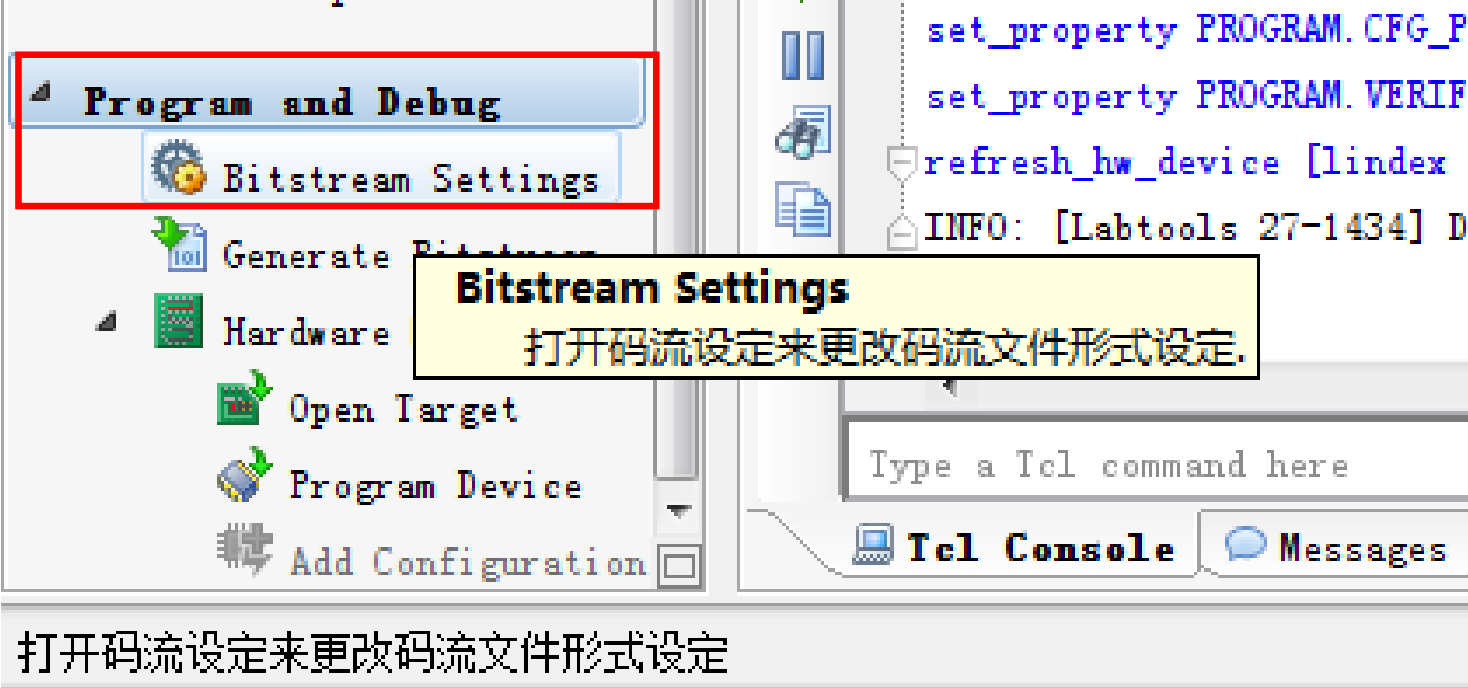 Program and Debug
Bitstream Settings
Generate
Hardware
Open Target
Program Device
Add Configuration
Bitstream Settings
打开码流设定来更改码流文件形式设定.
set_property PROGRAM.CFG_P
set_property PROGRAM.VERIF
refresh_hw_device [lindex
INFO: [Labtools 27-1434] D
Type a Tcl command here
Tcl Console
Messages
打开码流设定来更改码流文件形式设定